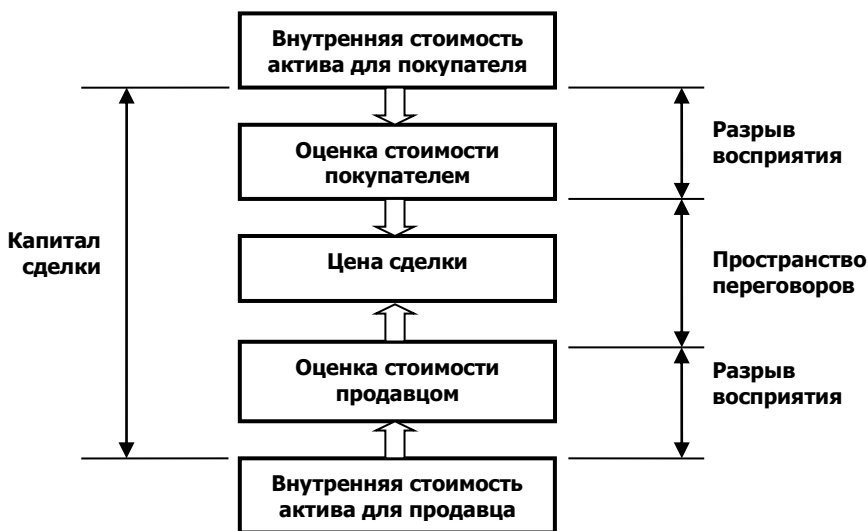 Внутренняя стоимость
актива для покупателя
Разрыв
восприятия
Оценка стоимости
покупателем
Капитал
сделки
Цена сделки
Пространство
переговоров
Оценка стоимости
продавцом
Разрыв
восприятия
Внутренняя стоимость
актива для продавца